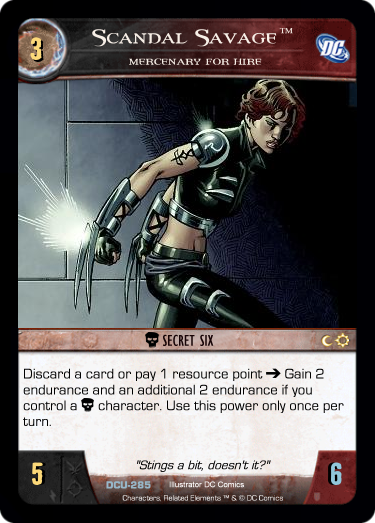 3
SCANDAL SAVAGE™
DC
MERCENARY FOR HIRE
SECRET SIX
Discard a card or pay 1 resource point ➔ Gain 2
endurance and an additional 2 endurance if you
control a character. Use this power only once per
turn.
"Stings a bit, doesn't it?"
5
6
DCU-285 Illustrator DC Comics
Characters, Related Elements ™ & © DC Comics